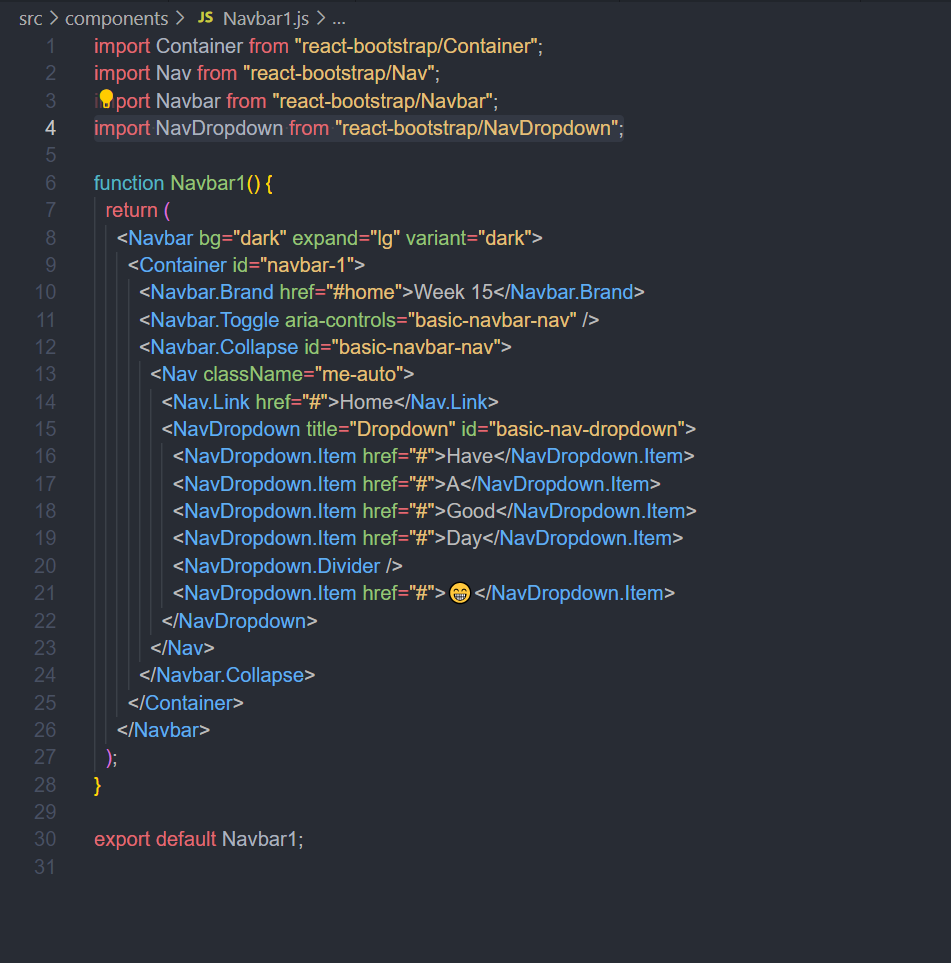 src > components > JS Navbar1.js > ...
1 import Container from "react-bootstrap/Container";
2 import Nav from "react-bootstrap/Nav";
3 import Navbar from "react-bootstrap/Navbar";
4 import NavDropdown from "react-bootstrap/NavDropdown";
5
6 function Navbar1() {
7 return (
8 <Navbar bg="dark" expand="lg" variant="dark">
9 <Container id="navbar-1">
10 <Navbar.Brand href="#home">Week 15</Navbar.Brand>
11 <Navbar.Toggle aria-controls="basic-navbar-nav" />
12 <Navbar.Collapse id="basic-navbar-nav">
13 <Nav className="me-auto">
14 <Nav.Link href="#">Home</Nav.Link>
15 <NavDropdown title="Dropdown" id="basic-nav-dropdown">
16 <NavDropdown.Item href="#">Have</NavDropdown.Item>
17 <NavDropdown.Item href="#">A</NavDropdown.Item>
18 <NavDropdown.Item href="#">Good</NavDropdown.Item>
19 <NavDropdown.Item href="#">Day</NavDropdown.Item>
20 <NavDropdown.Divider />
21 <NavDropdown.Item href="#">😁</NavDropdown.Item>
22 </NavDropdown>
23 </Nav>
24 </Navbar.Collapse>
25 </Container>
26 </Navbar>
27 );
28 }
29
30 export default Navbar1;
31